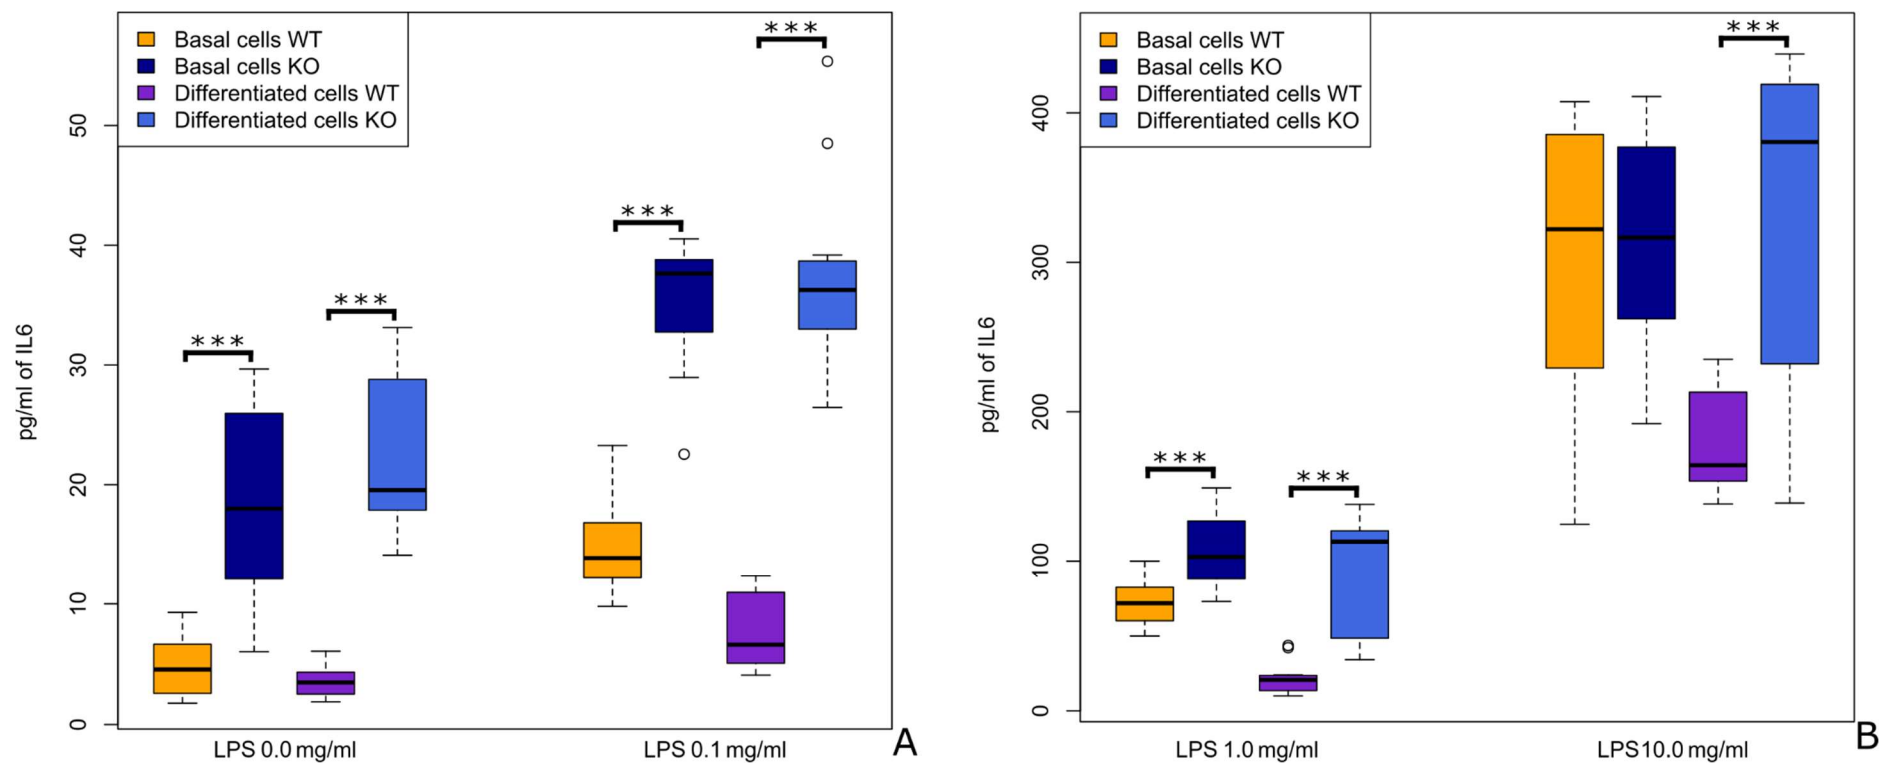 Basal cells WT
Basal cells KO
Differentiated cells WT
Differentiated cells KO
***
***
***
***
50
40
30
20
10
0
pg/ml of IL6
LPS 0.0 mg/ml
LPS 0.1 mg/ml
A
Basal cells WT
Basal cells KO
Differentiated cells WT
Differentiated cells KO
***
***
***
400
300
200
100
0
pg/ml of IL6
LPS 1.0 mg/ml
LPS10.0 mg/ml
B